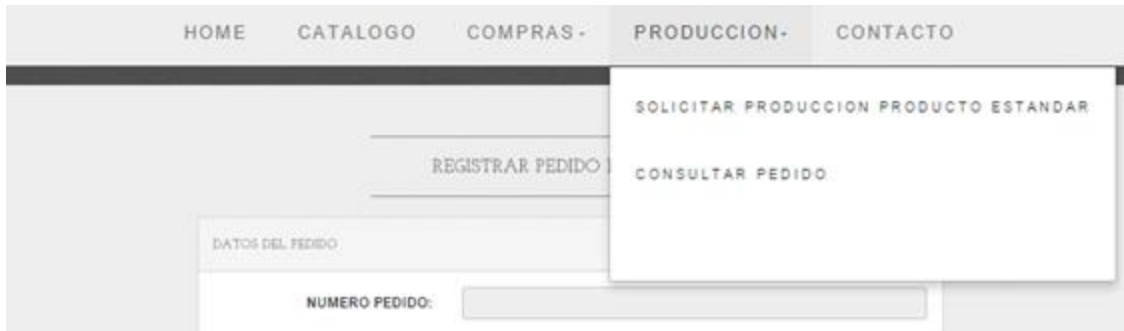 HOME CATALOGO COMPRAS PRODUCCION CONTACTO
SOLICITAR PRODUCCION PRODUCTO ESTANDAR
REGISTRAR PEDIDO
CONSULTAR PEDIDO
DATOS DEL PEDIDO
NUMERO PEDIDO: